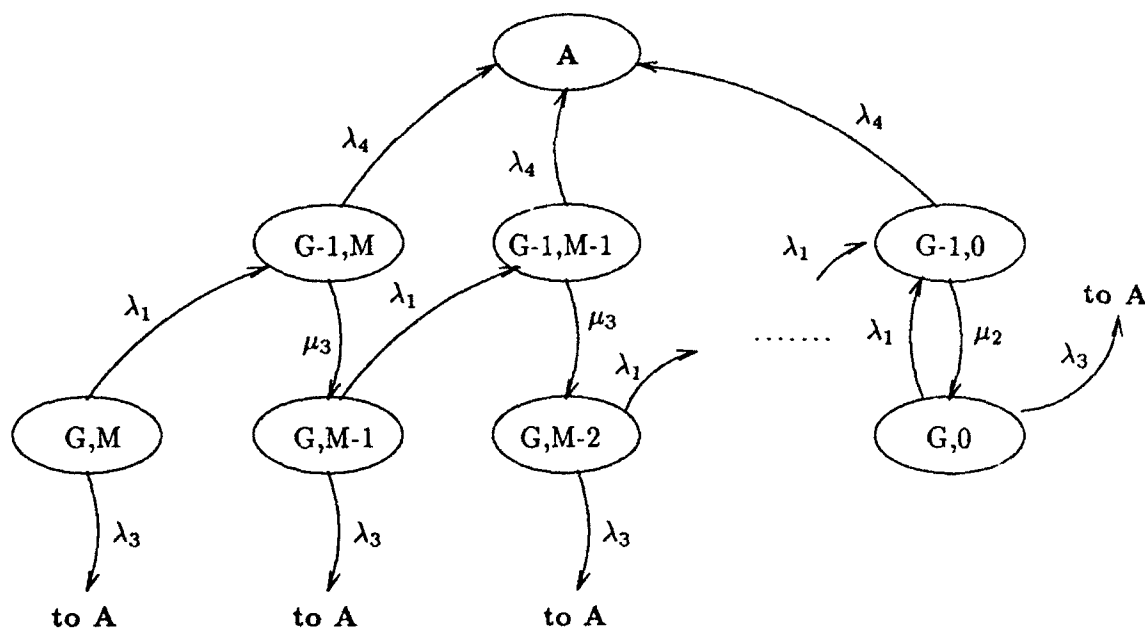 A
λ₄ λ₄ λ₄
G-1,M G-1,M-1 λ₁ G-1,0
to A
λ₁ μ₃ λ₁ μ₃ λ₁ ....... λ₁ μ₂ λ₃
G,M G,M-1 G,M-2 G,0
λ₃ λ₃ λ₃
to A to A to A